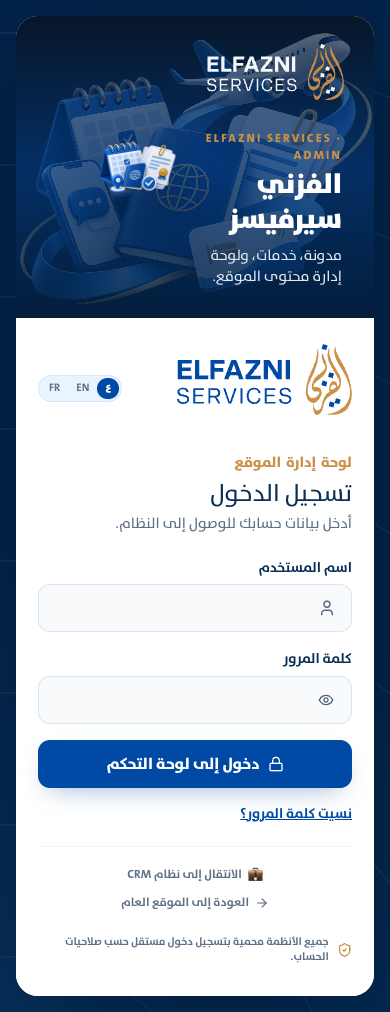 ELFAZNI
SERVICES
ELFAZNI SERVICES ·
ADMIN
الفزني
سيرفيسز
مدونة، خدمات، ولوحة
إدارة محتوى الموقع.
ELFAZNI
SERVICES
ع EN FR
لوحة إدارة الموقع
تسجيل الدخول
أدخل بيانات حسابك للوصول إلى النظام.
اسم المستخدم
كلمة المرور
دخول إلى لوحة التحكم
نسيت كلمة المرور؟
الانتقال إلى نظام CRM
العودة إلى الموقع العام
جميع الأنظمة محمية بتسجيل دخول مستقل حسب صلاحيات
الحساب.